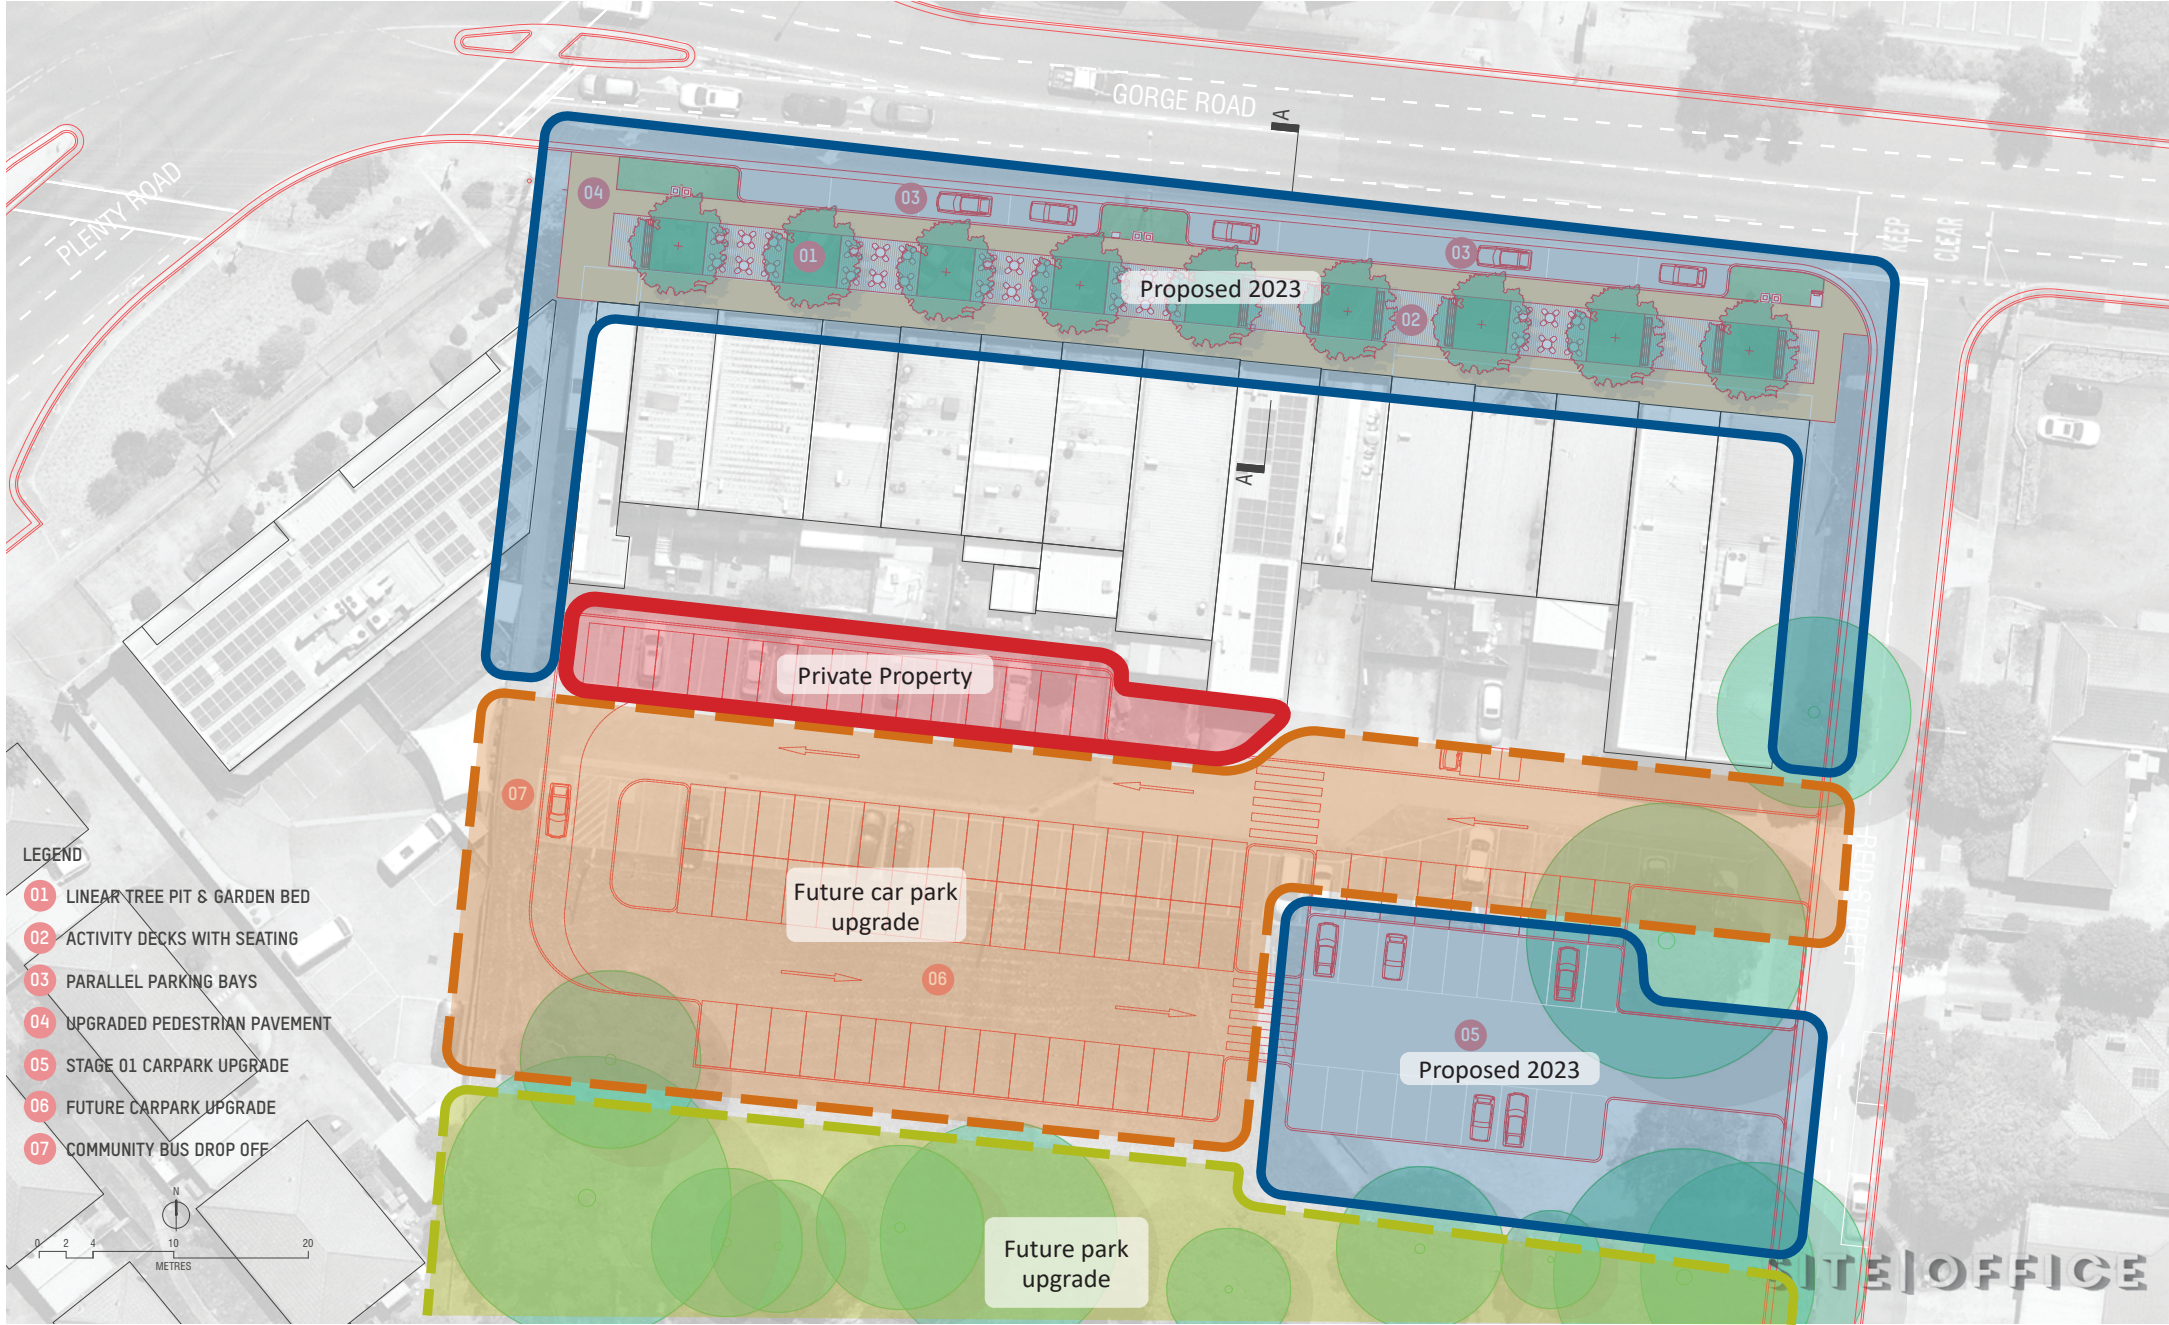 GORGE ROAD
A
PLENTY ROAD
04
03
KEEP
CLEAR
03
01
Proposed 2023
02
A
Private Property
07
LEGEND
01 LINEAR TREE PIT & GARDEN BED
02 ACTIVITY DECKS WITH SEATING
03 PARALLEL PARKING BAYS
04 UPGRADED PEDESTRIAN PAVEMENT
05 STAGE 01 CARPARK UPGRADE
06 FUTURE CARPARK UPGRADE
07 COMMUNITY BUS DROP OFF
Future car park
upgrade
06
05
Proposed 2023
N
0 2 4 10 20
METRES
Future park
upgrade
SITE|OFFICE